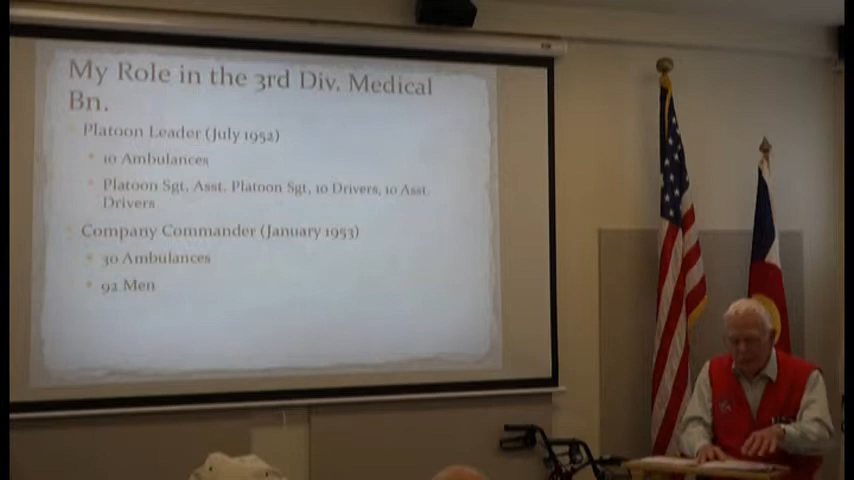 My Role in the 3rd Div. Medical
Bn.
Platoon Leader (July 1952)
10 Ambulances
Platoon Sgt, Asst. Platoon Sgt, 10 Drivers, 10 Asst.
Drivers
Company Commander (January 1953)
30 Ambulances
92 Men